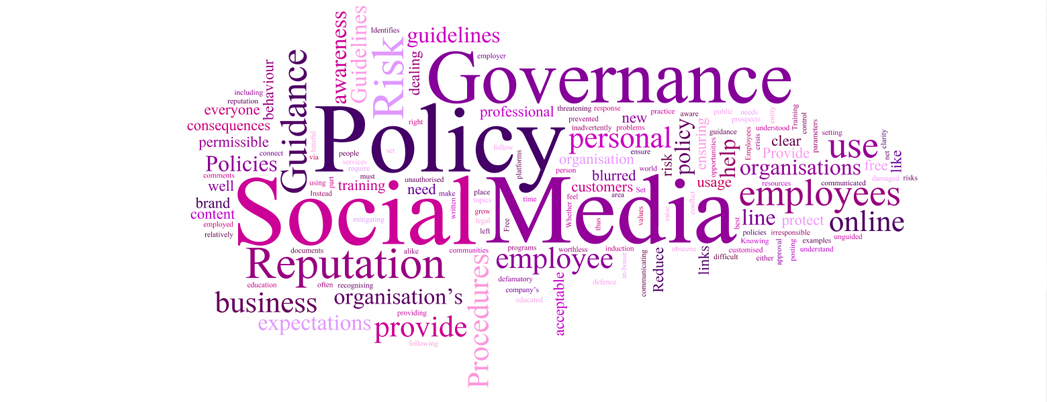 Identifies
awareness
Guidelines
Risk
guidelines
dealing
employer
Governance
behaviour
Guidance
including
reputation
everyone
consequences
permissible
connect
Policies
comments
well
brand
content
employed
relatively
Policy
right
professional
threatening
response
prevented
new
practice
aware
public
needs
prospects
entity
Training
control
inadvertently
problems
personal
policy
ensuring
guidance
opportunities
help
Employees
crisis
understood
clear
Provide
parameters
setting
use
clarity
net
free
like
hateful
via
people
services
require
set
follow
platforms
organisation
person
ensure
world
risk
organisations
damaged
risks
using
Instead
part
must
training
unauthorised
need
make
written
place
topics
grow
legal
left
Free
time
blurred
customers
Whether
feel
thus
Set
area
values
raise
conflict
usage
resources
communicated
employees
Social Media
mitigating
best
line
protect
online
policies
irresponsible
unguided
Knowing
examples
understand
documents
alike
communities
programs
worthless
induction
obscene
customised
difficult
either
approval
posting
Reputation
education
often
recognising
Procedures
employee
in-house
communicating
Reduce
links
defamatory
company's
educated
defence
acceptable
business
organisation's
providing
expectations
provide
following